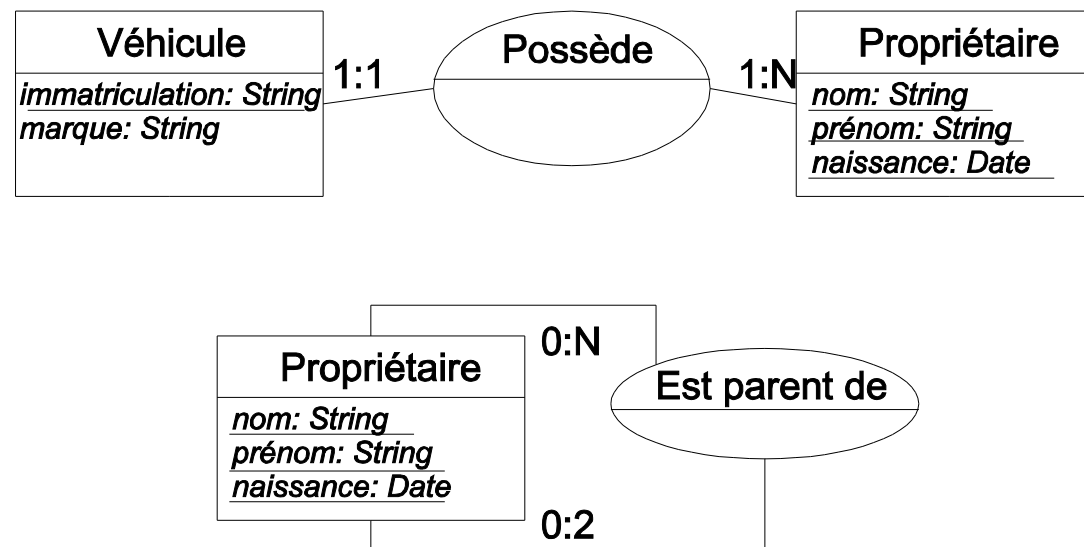 Véhicule
immatriculation: String
marque: String
1:1
Possède
1:N
Propriétaire
nom: String
prénom: String
naissance: Date
Propriétaire
nom: String
prénom: String
naissance: Date
0:N
Est parent de
0:2